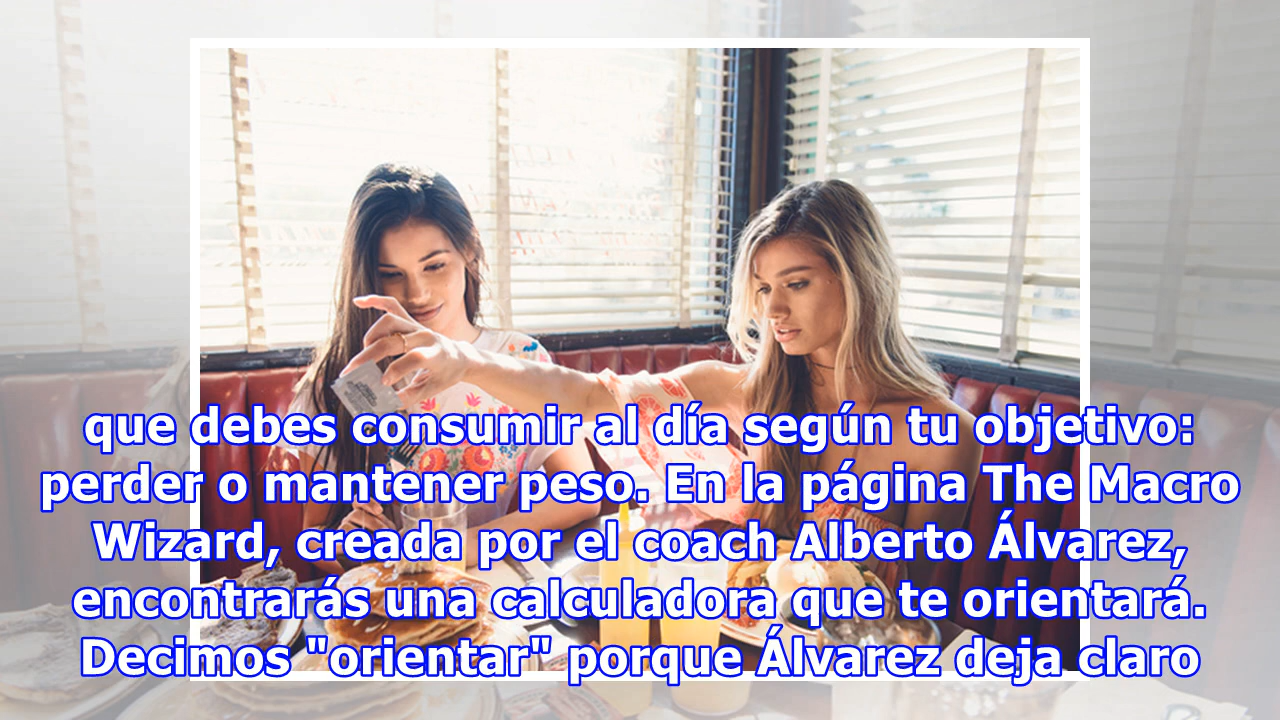 que debes consumir al día según tu objetivo:
perder o mantener peso. En la página The Macro
Wizard, creada por el coach Alberto Álvarez,
encontrarás una calculadora que te orientará.
Decimos "orientar" porque Álvarez deja claro